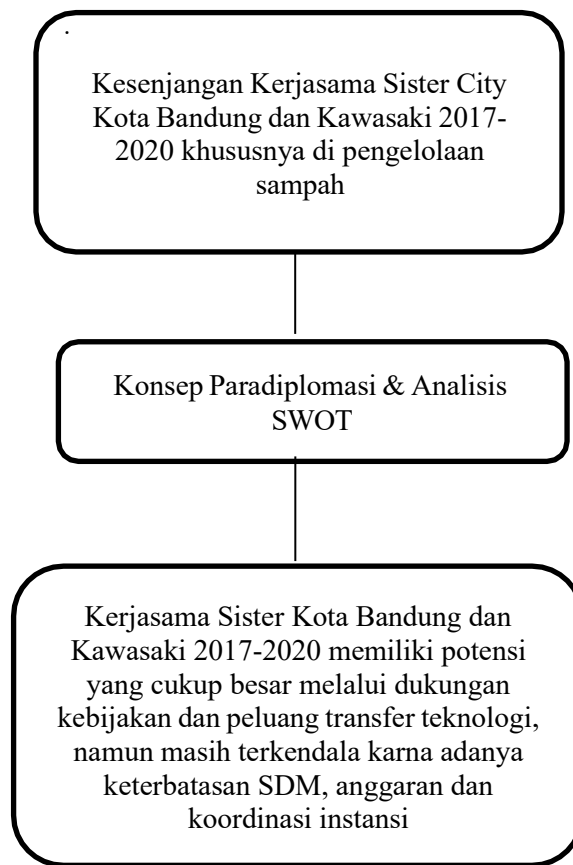 .
Kesenjangan Kerjasama Sister City
Kota Bandung dan Kawasaki 2017-
2020 khususnya di pengelolaan
sampah
Konsep Paradiplomasi & Analisis
SWOT
Kerjasama Sister Kota Bandung dan
Kawasaki 2017-2020 memiliki potensi
yang cukup besar melalui dukungan
kebijakan dan peluang transfer teknologi,
namun masih terkendala karna adanya
keterbatasan SDM, anggaran dan
koordinasi instansi